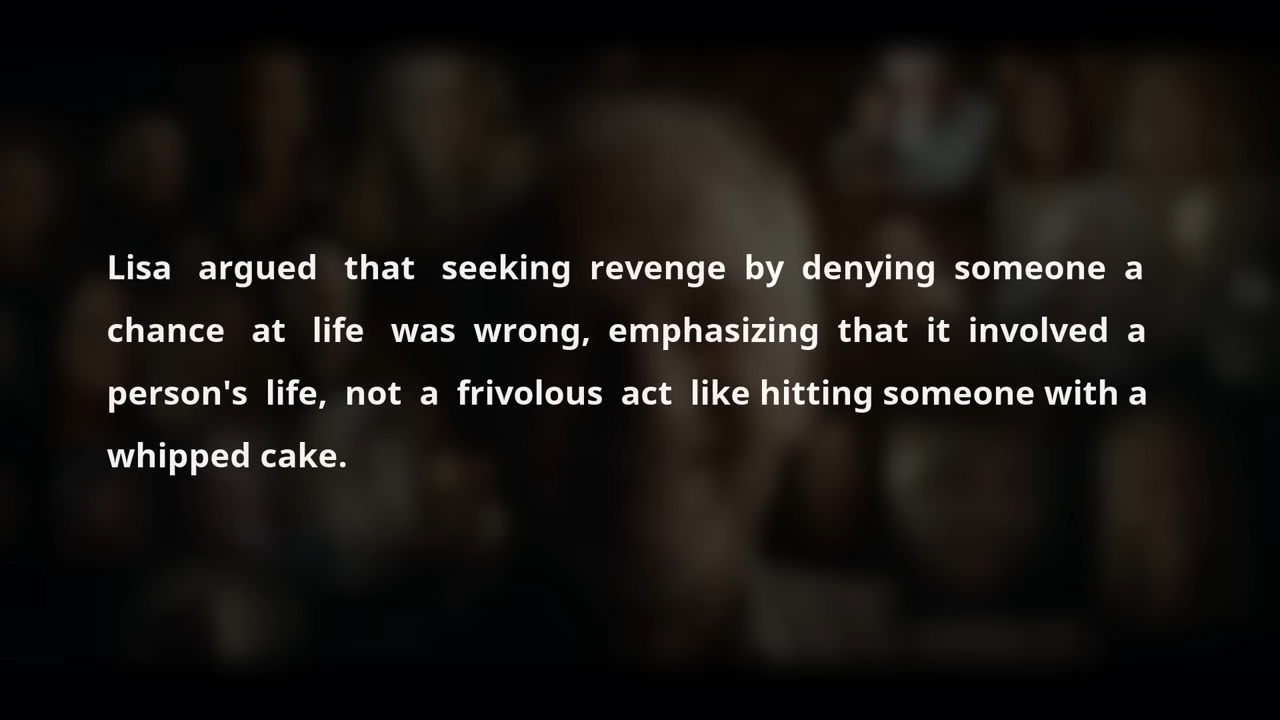 Lisa argued that seeking revenge by denying someone a
chance at life was wrong, emphasizing that it involved a
person's life, not a frivolous act like hitting someone with a
whipped cake.